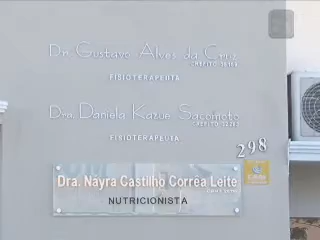 Dr. Gustavo Alves da Cruz
FISIOTERAPEUTA
Dra. Daniela Kazue Sacomoto
FISIOTERAPEUTA
298
Dra. Nayra Castilho Correa Leite
NUTRICIONISTA